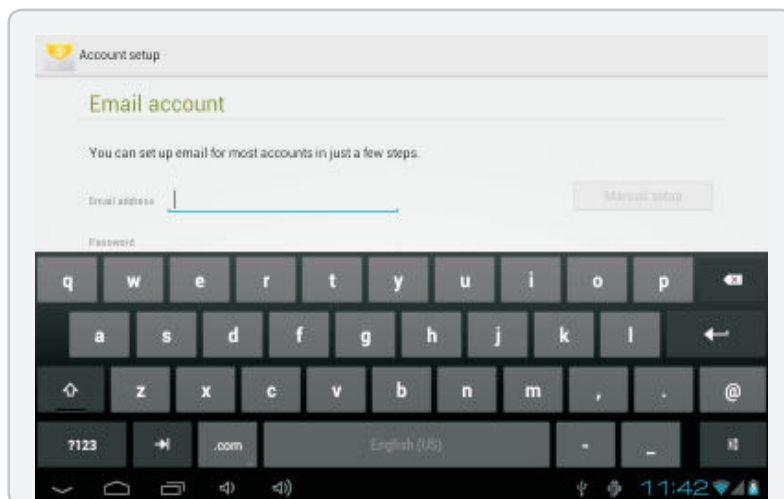 Account setup
Email account
You can set up email for most accounts in just a few steps.
Email address
Manual setup
Password
q w e r t y u i o p
a s d f g h j k l
z x c v b n m , . @
?123 .com English (US) - _
11:42